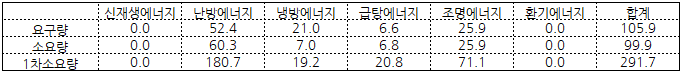 신재생에너지 난방에너지 냉방에너지 급탕에너지 조명에너지 환기에너지 합계
요구량 0.0 52.4 21.0 6.6 25.9 0.0 105.9
소요량 0.0 60.3 7.0 6.8 25.9 0.0 99.9
1차소요량 0.0 180.7 19.2 20.8 71.1 0.0 291.7